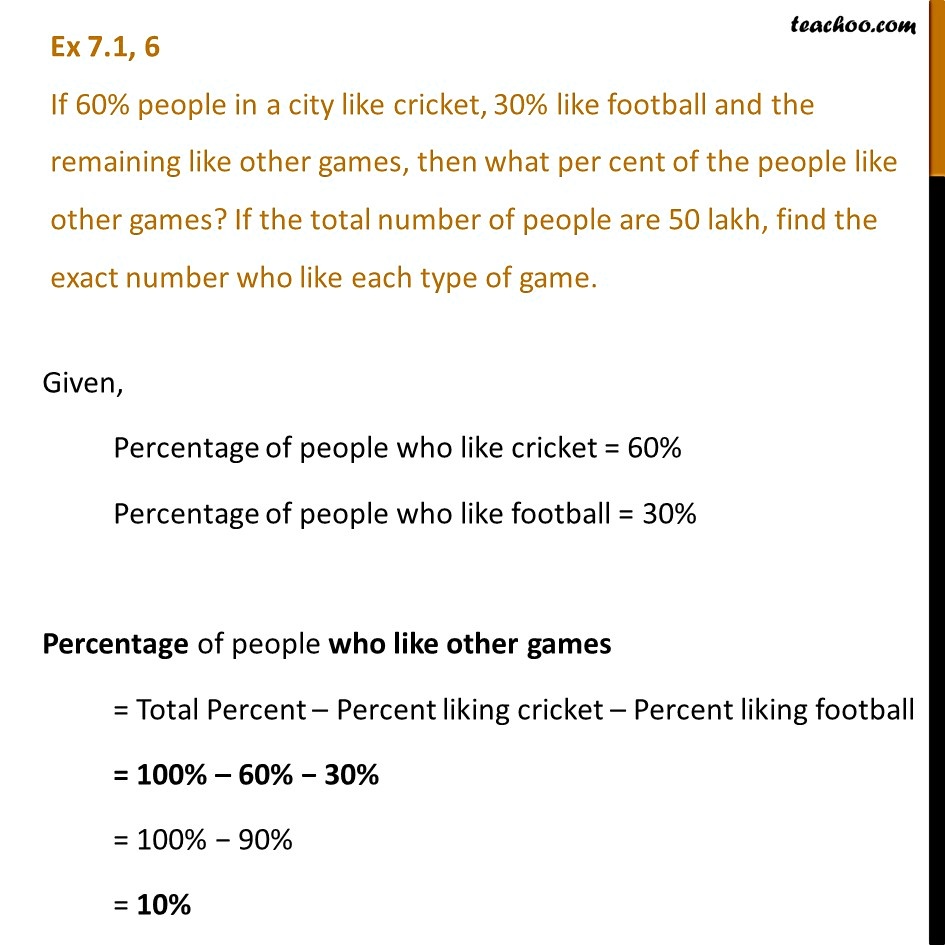 teachoo.com
Ex 7.1, 6
If 60% people in a city like cricket, 30% like football and the
remaining like other games, then what per cent of the people like
other games? If the total number of people are 50 lakh, find the
exact number who like each type of game.
Given,
Percentage of people who like cricket = 60%
Percentage of people who like football = 30%
Percentage of people who like other games
= Total Percent – Percent liking cricket – Percent liking football
= 100% – 60% − 30%
= 100% − 90%
= 10%